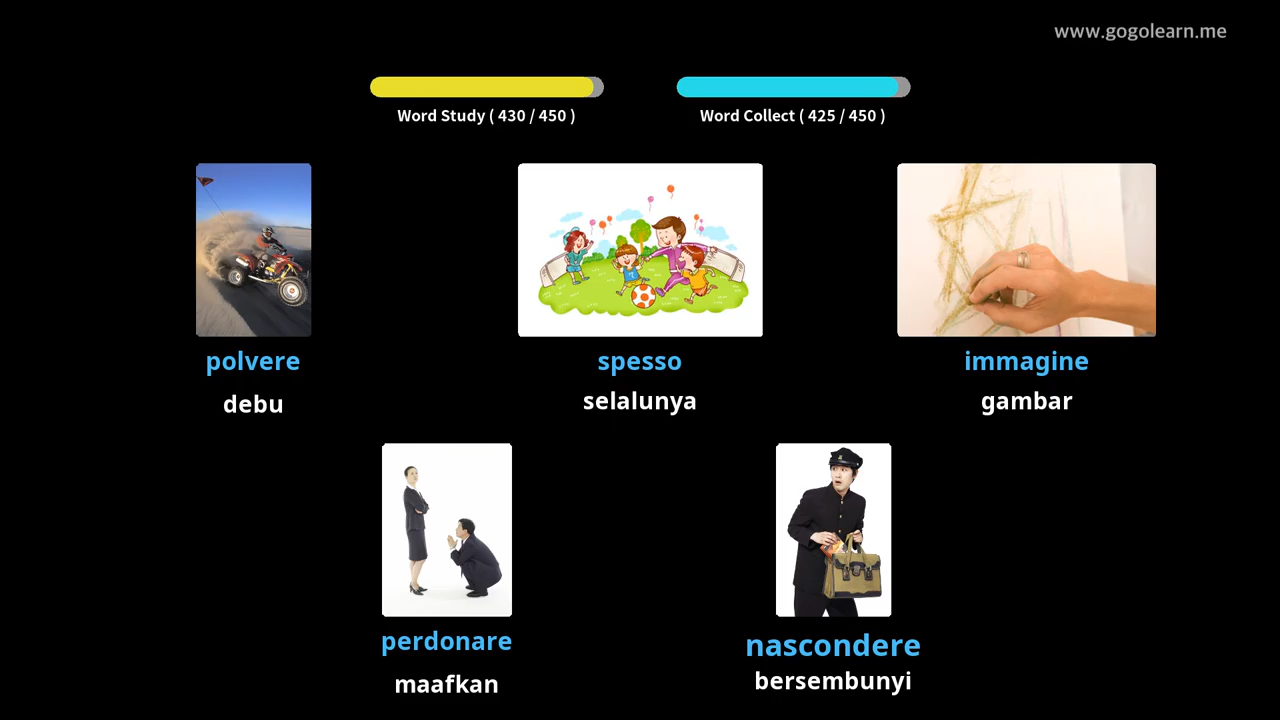 www.gogolearn.me
Word Study ( 430 / 450 )
Word Collect ( 425 / 450 )
polvere
spesso
immagine
debu
selalunya
gambar
perdonare
nascondere
maafkan
bersembunyi